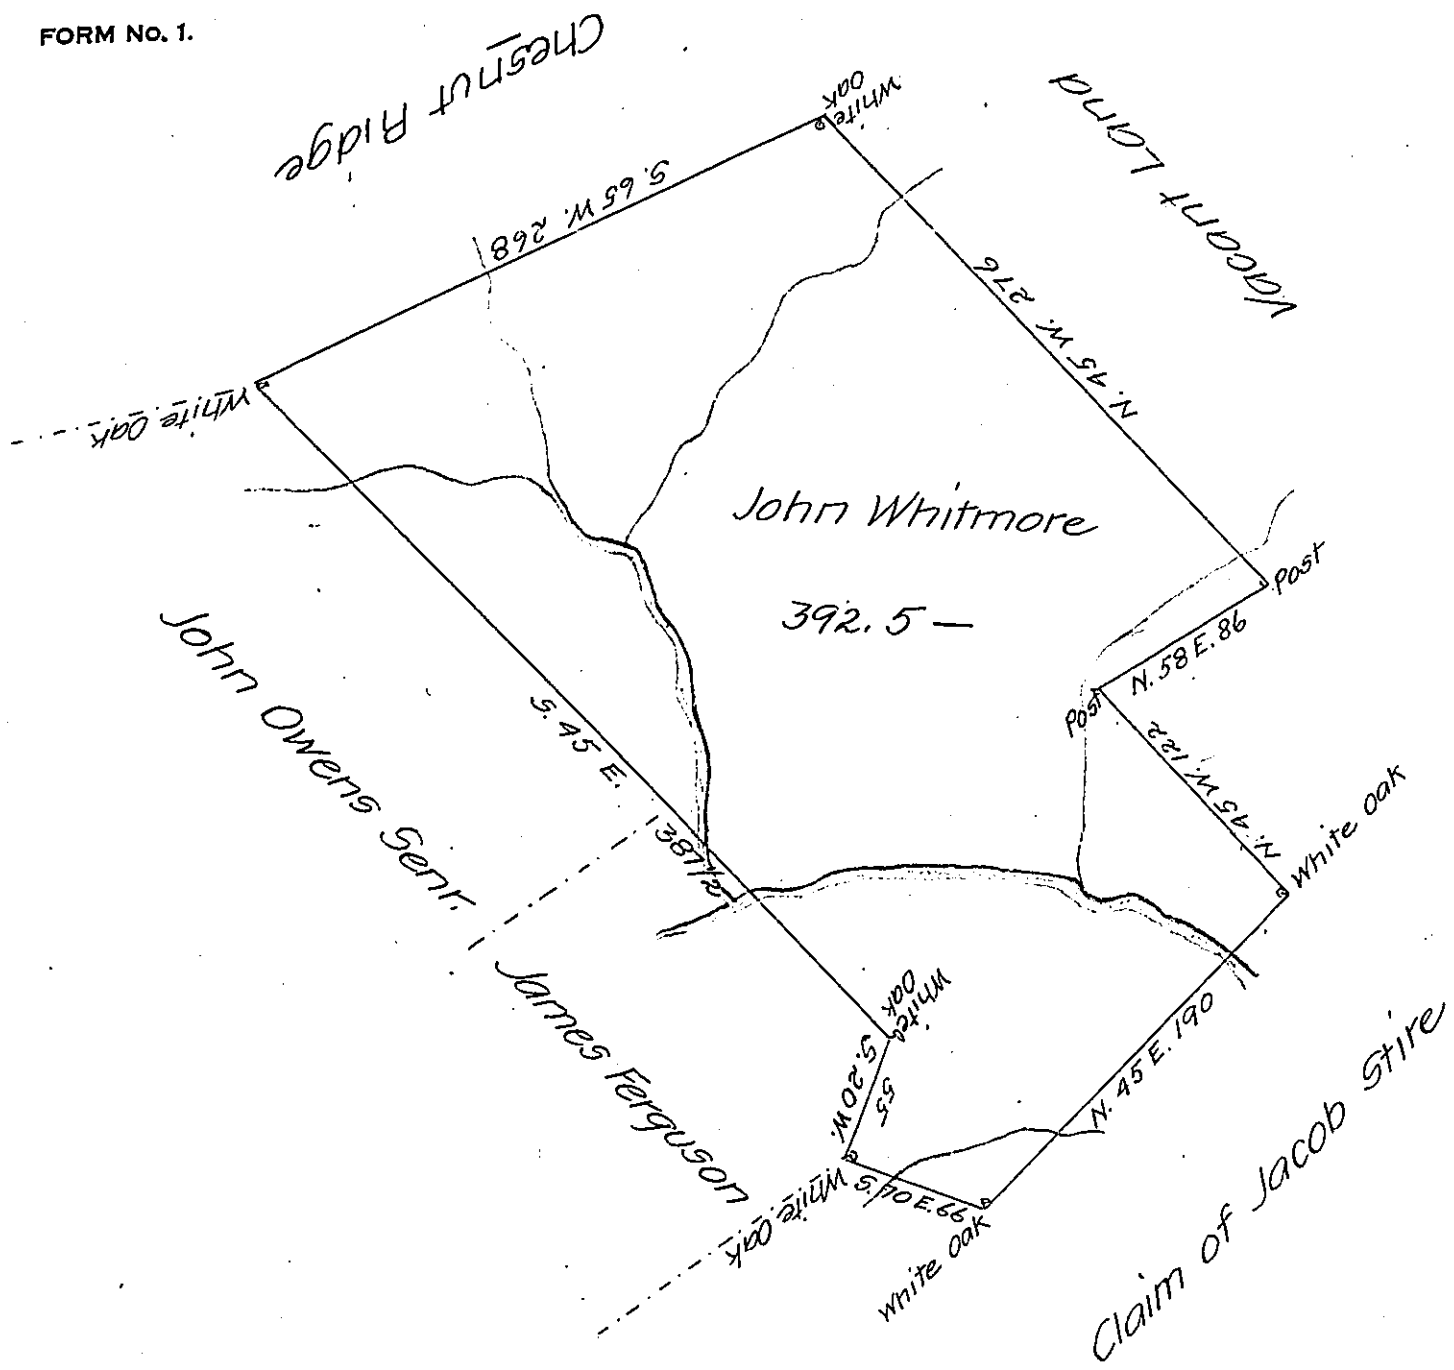 FORM No. 1.
Chesnut Ridge
White
Oak
Vacant Land
S. 65 W. 268
N. 45 W. 276
White Oak
John Whitmore
392. 5 —
Post
N. 58 E. 86
Post
N. 45 W. 122
White Oak
John Owens Senr.
S. 45 E.
387 1/2
James Ferguson
White
Oak
S. 20 W.
55
White Oak
S. 70 E. 66
White Oak
N. 45 E. 190
Claim of Jacob Stire